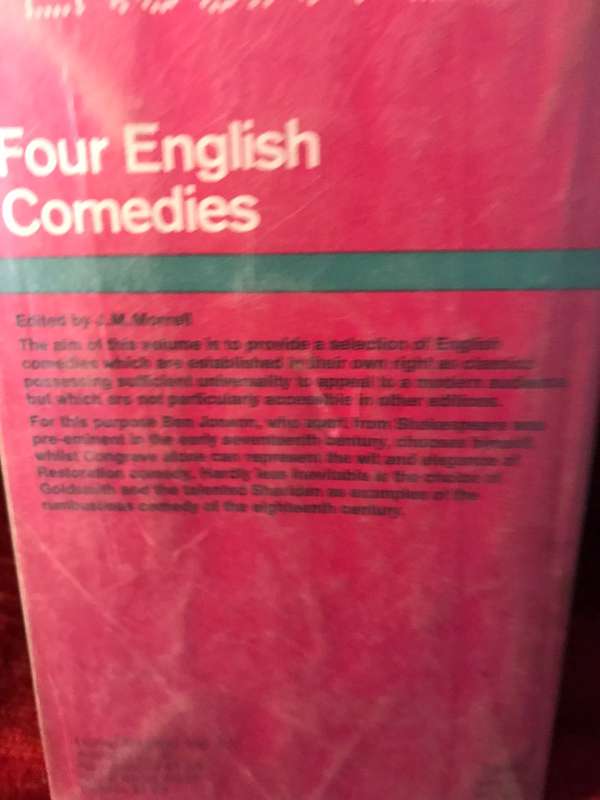 Four English
Comedies
Edited by J.M.Morrell
The aim of this volume is to provide a selection of English
comedies which are established in their own right as classics
possessing sufficient universality to appeal to a modern audience
but which are not particularly accessible in other editions.
For this purpose Ben Jonson, who apart from Shakespeare was
pre-eminent in the early seventeenth century, chooses himself,
whilst Congreve alone can represent the wit and elegance of
Restoration comedy. Hardly less inevitable is the choice of
Goldsmith and the talented Sheridan as examples of the
rumbustious comedy of the eighteenth century.